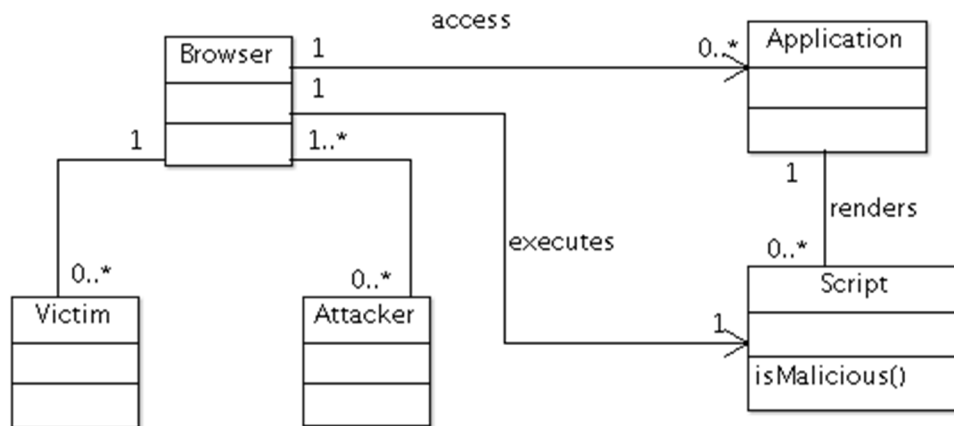 access
Browser
1
0..*
Application
1
1
1..*
1
renders
executes
0..*
0..*
0..*
Victim
Attacker
1
Script
isMalicious()